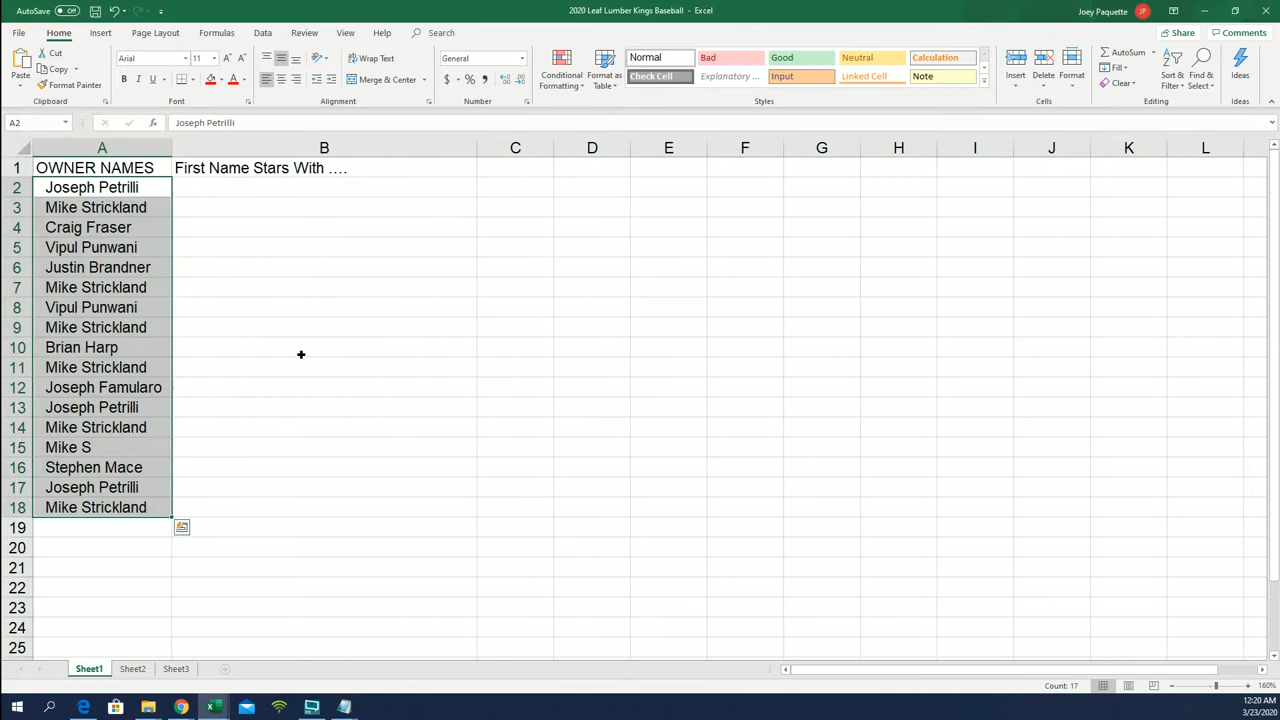 AutoSave Off
2020 Leaf Lumber Kings Baseball - Excel
Joey Paquette JP
File Home Insert Page Layout Formulas Data Review View Help Search
Share Comments
Paste
Cut
Copy
Format Painter
Clipboard
Arial 11
B I U
Font
Wrap Text
Merge & Center
Alignment
General
$ % ,
Number
Conditional Formatting
Format as Table
Normal Bad Good Neutral Calculation
Check Cell Explanatory ... Input Linked Cell Note
Styles
Insert Delete Format
Cells
AutoSum
Fill
Clear
Sort & Filter
Find & Select
Editing
Ideas
Ideas
A2 fx Joseph Petrilli
A B C D E F G H I J K L
1 OWNER NAMES First Name Stars With ....
2 Joseph Petrilli
3 Mike Strickland
4 Craig Fraser
5 Vipul Punwani
6 Justin Brandner
7 Mike Strickland
8 Vipul Punwani
9 Mike Strickland
10 Brian Harp
11 Mike Strickland
12 Joseph Famularo
13 Joseph Petrilli
14 Mike Strickland
15 Mike S
16 Stephen Mace
17 Joseph Petrilli
18 Mike Strickland
19
20
21
22
23
24
25
Sheet1 Sheet2 Sheet3
Count: 17
160%
12:20 AM
3/23/2020